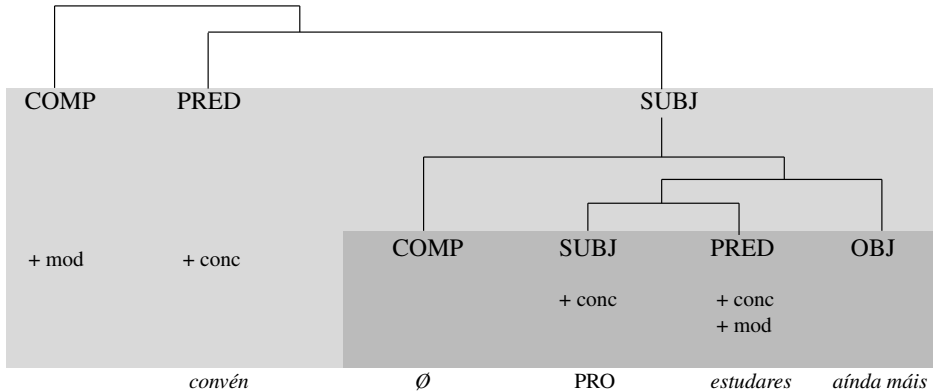 COMP PRED SUBJ
COMP SUBJ PRED OBJ
+ mod + conc
+ conc + conc
+ mod
convén Ø PRO estudares aínda máis